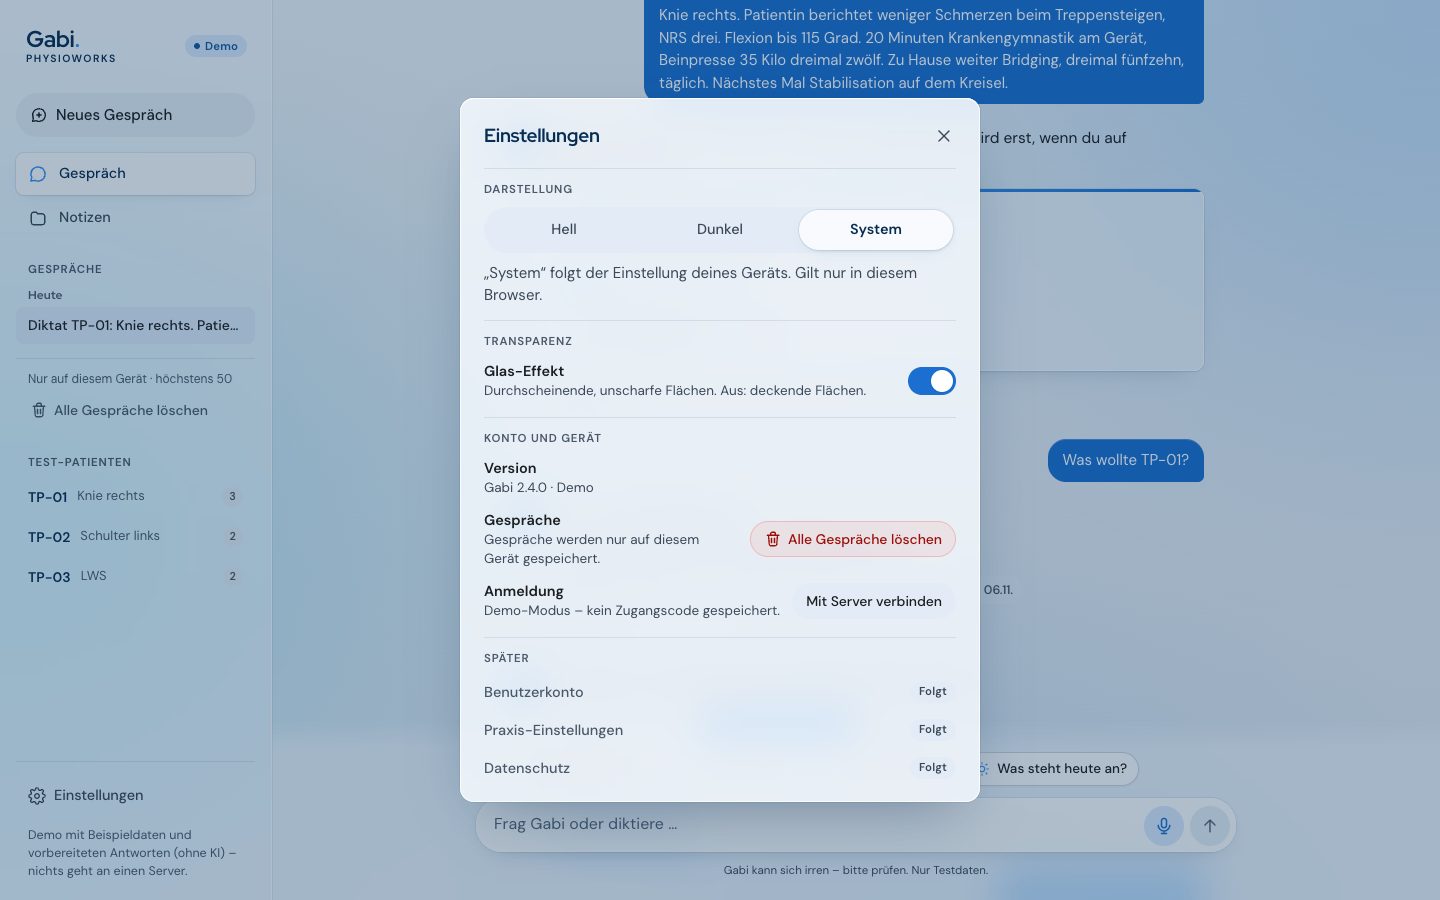 Gabi.
PHYSIOWORKS
Demo
Neues Gespräch
Gespräch
Notizen
GESPRÄCHE
Heute
Diktat TP-01: Knie rechts. Patie…
Nur auf diesem Gerät · höchstens 50
Alle Gespräche löschen
TEST-PATIENTEN
TP-01 Knie rechts 3
TP-02 Schulter links 2
TP-03 LWS 2
Einstellungen
Demo mit Beispieldaten und
vorbereiteten Antworten (ohne KI) –
nichts geht an einen Server.
Knie rechts. Patientin berichtet weniger Schmerzen beim Treppensteigen,
NRS drei. Flexion bis 115 Grad. 20 Minuten Krankengymnastik am Gerät,
Beinpresse 35 Kilo dreimal zwölf. Zu Hause weiter Bridging, dreimal fünfzehn,
täglich. Nächstes Mal Stabilisation auf dem Kreisel.
ird erst, wenn du auf
Was wollte TP-01?
06.11.
Was steht heute an?
Frag Gabi oder diktiere …
Gabi kann sich irren – bitte prüfen. Nur Testdaten.
Einstellungen
DARSTELLUNG
Hell Dunkel System
„System“ folgt der Einstellung deines Geräts. Gilt nur in diesem
Browser.
TRANSPARENZ
Glas-Effekt
Durchscheinende, unscharfe Flächen. Aus: deckende Flächen.
KONTO UND GERÄT
Version
Gabi 2.4.0 · Demo
Gespräche
Gespräche werden nur auf diesem
Gerät gespeichert.
Alle Gespräche löschen
Anmeldung
Demo-Modus – kein Zugangscode gespeichert.
Mit Server verbinden
SPÄTER
Benutzerkonto Folgt
Praxis-Einstellungen Folgt
Datenschutz Folgt